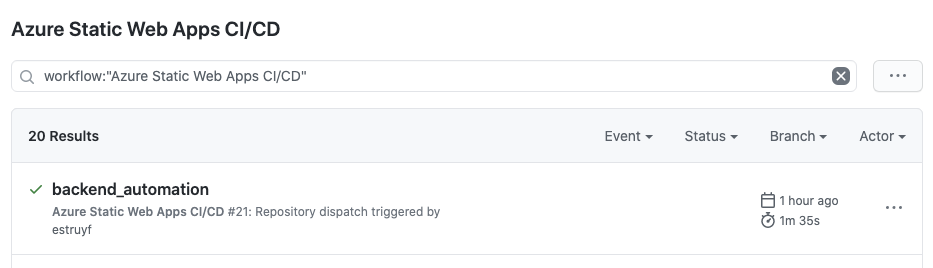 Azure Static Web Apps CI/CD
workflow:"Azure Static Web Apps CI/CD"
20 Results
Event
Status
Branch
Actor
backend_automation
Azure Static Web Apps CI/CD #21: Repository dispatch triggered by
estruyf
1 hour ago
1m 35s